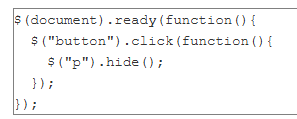 $(document).ready(function(){
  $("button").click(function(){
    $("p").hide();
  });
});